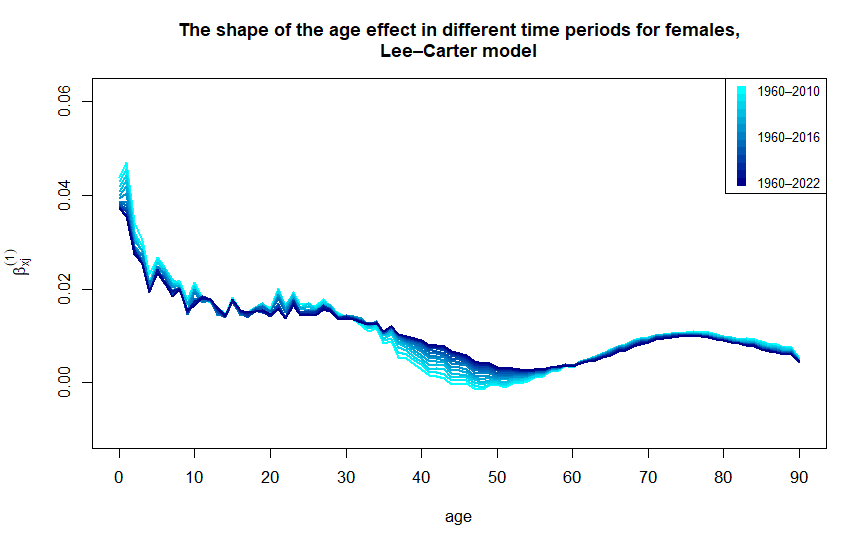 The shape of the age effect in different time periods for females,
Lee–Carter model
1960–2010
1960–2016
1960–2022
0.06
0.04
0.02
0.00
β_xj^(1)
0 10 20 30 40 50 60 70 80 90
age